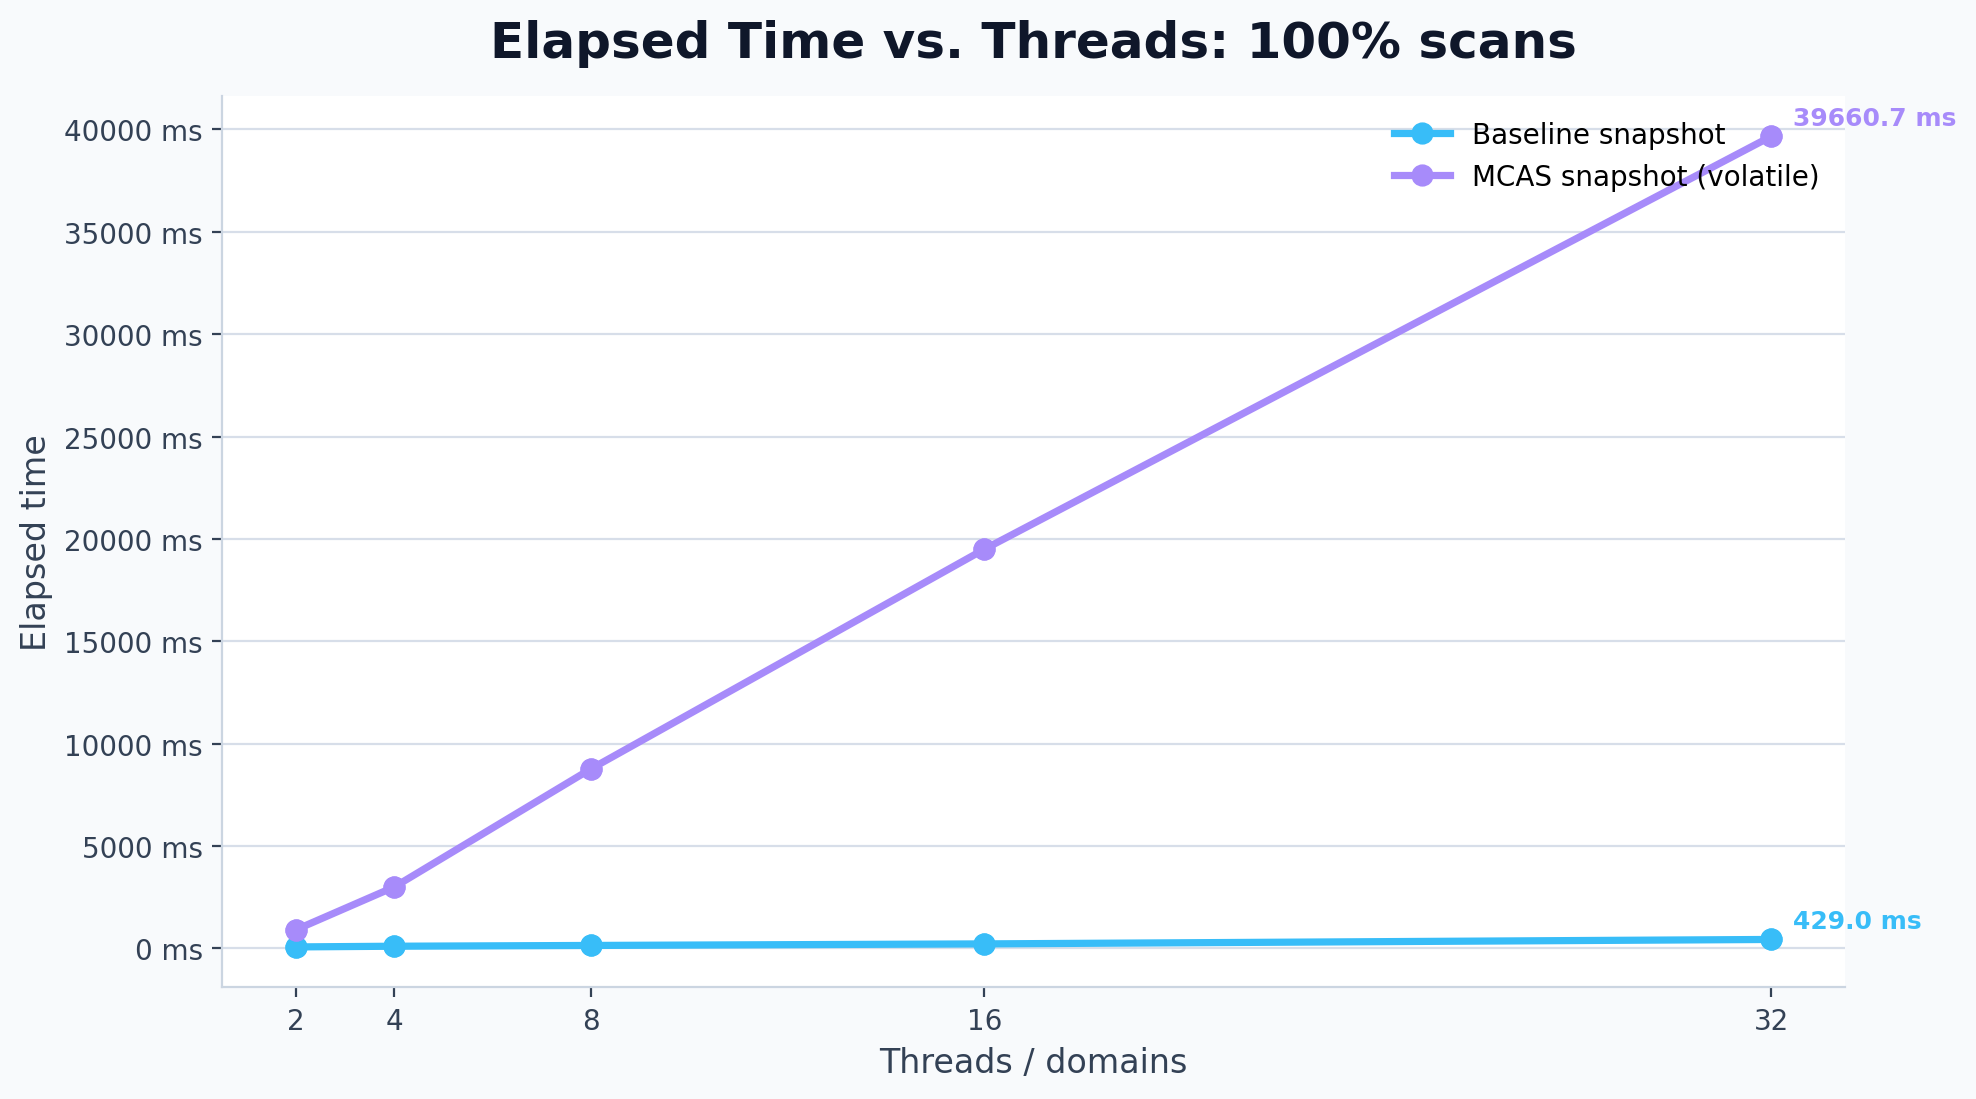 Elapsed Time vs. Threads: 100% scans
40000 ms
35000 ms
30000 ms
25000 ms
20000 ms
15000 ms
10000 ms
5000 ms
0 ms
Elapsed time
Baseline snapshot
MCAS snapshot (volatile)
39660.7 ms
429.0 ms
2 4 8 16 32
Threads / domains